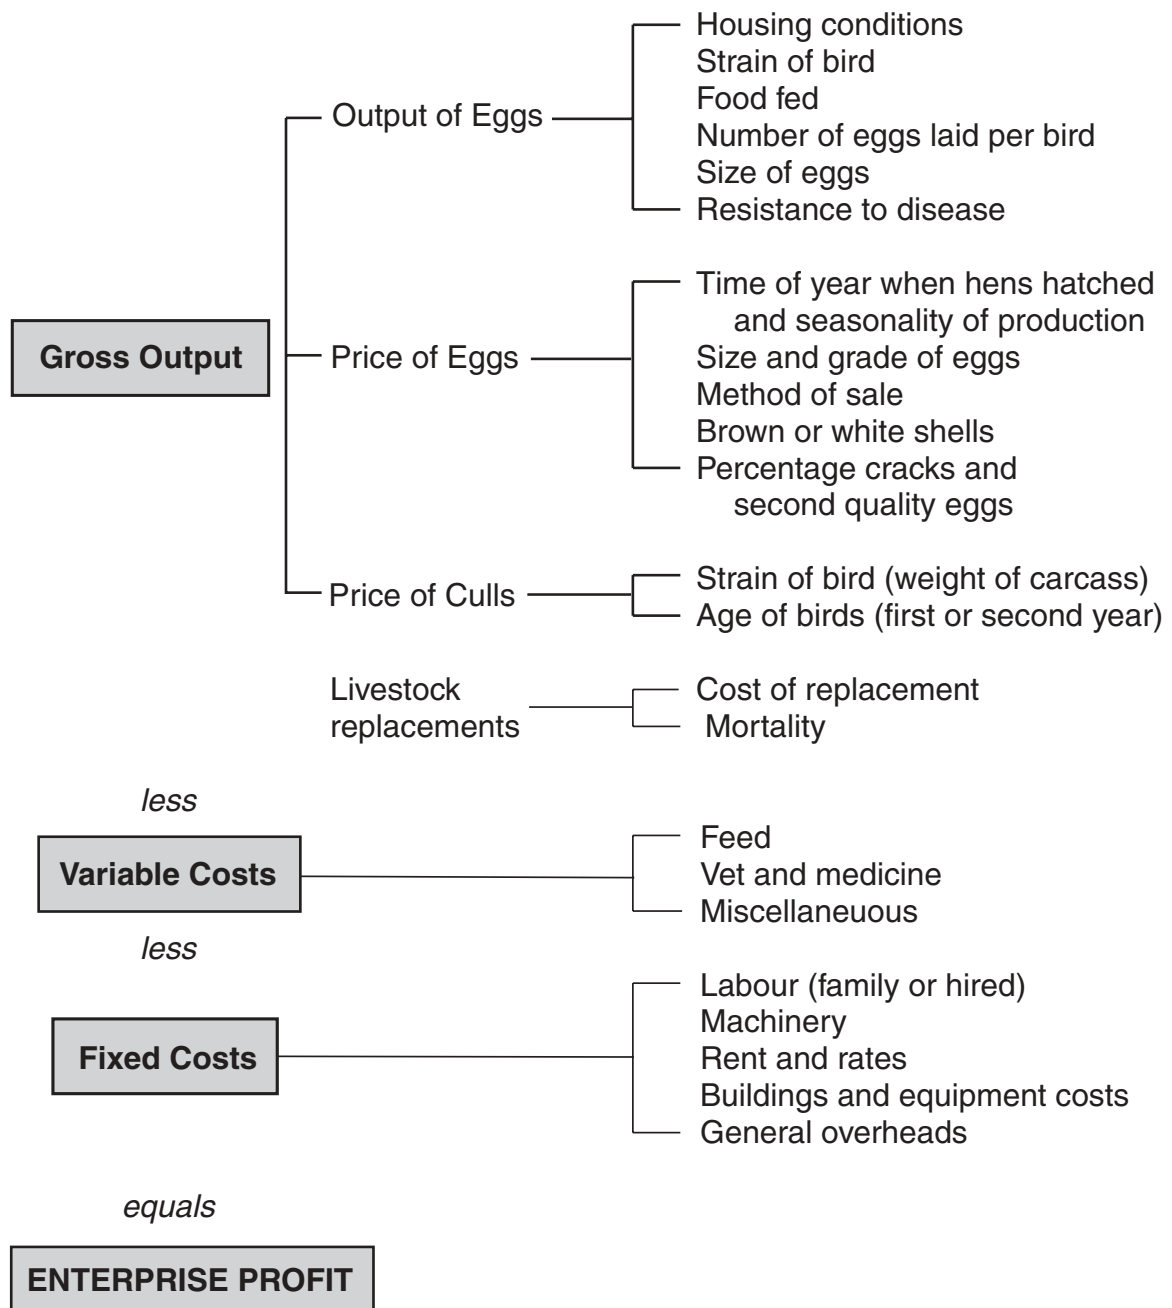 Housing conditions
Strain of bird
Food fed
Output of Eggs
Number of eggs laid per bird
Size of eggs
Resistance to disease
Time of year when hens hatched
and seasonality of production
Gross Output
Price of Eggs
Size and grade of eggs
Method of sale
Brown or white shells
Percentage cracks and
second quality eggs
Price of Culls
Strain of bird (weight of carcass)
Age of birds (first or second year)
Livestock
replacements
Cost of replacement
Mortality
less
Variable Costs
Feed
Vet and medicine
Miscellaneuous
less
Fixed Costs
Labour (family or hired)
Machinery
Rent and rates
Buildings and equipment costs
General overheads
equals
ENTERPRISE PROFIT